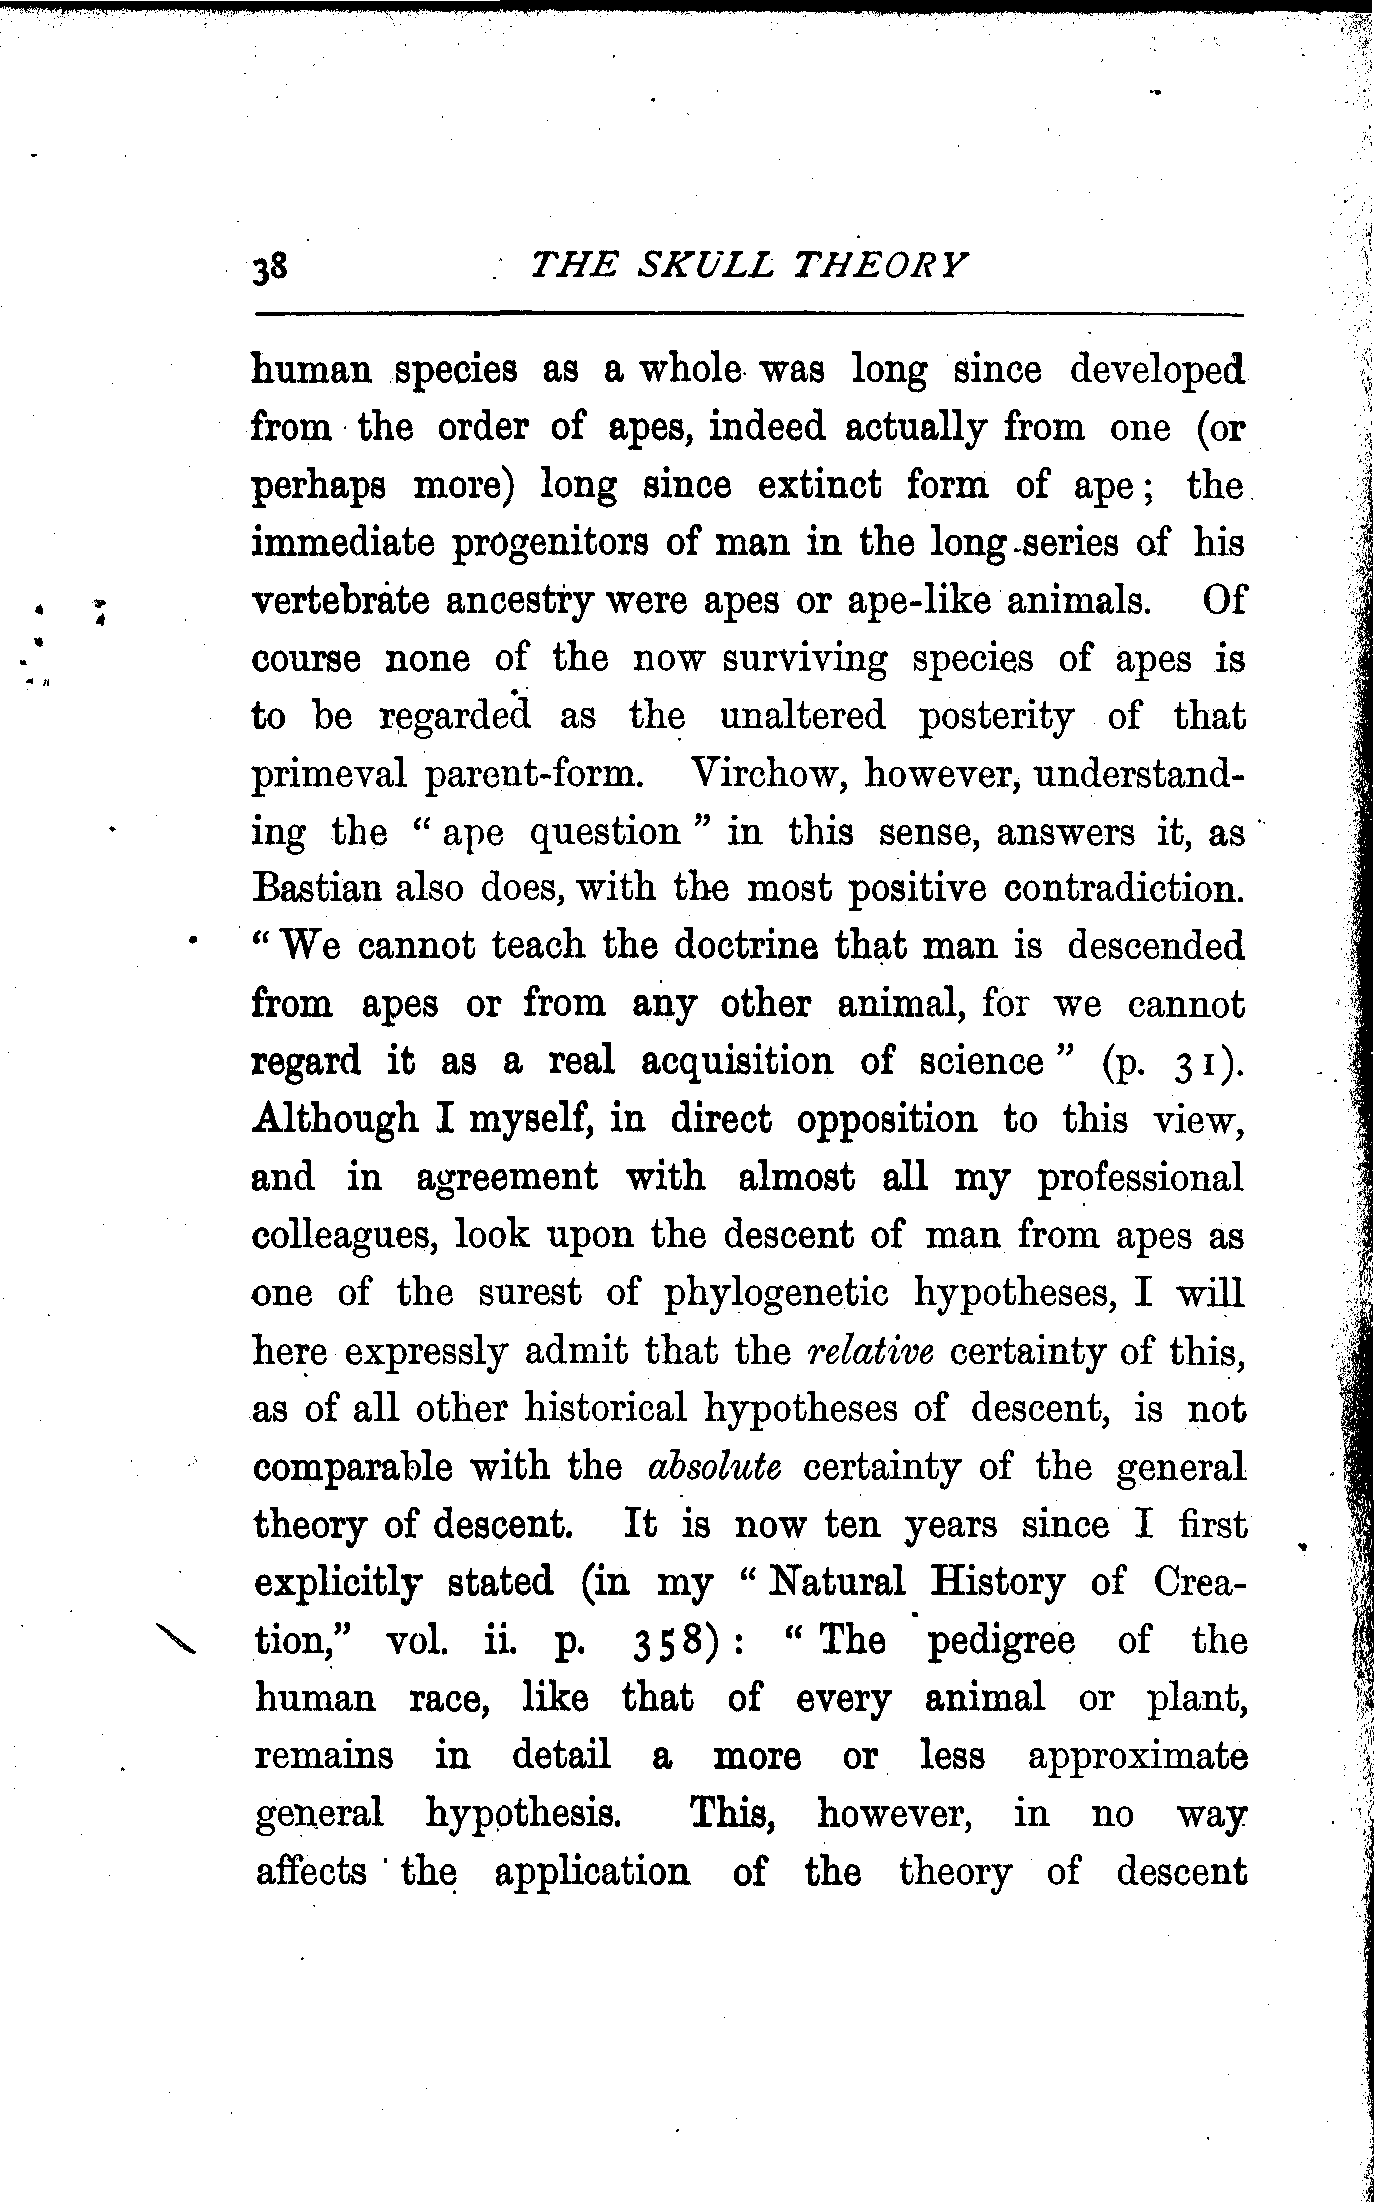 38 THE SKULL THEORY
human species as a whole was long since developed
from the order of apes, indeed actually from one (or
perhaps more) long since extinct form of ape; the
immediate progenitors of man in the long series of his
vertebrate ancestry were apes or ape-like animals. Of
course none of the now surviving species of apes is
to be regarded as the unaltered posterity of that
primeval parent-form. Virchow, however, understand-
ing the “ ape question ” in this sense, answers it, as
Bastian also does, with the most positive contradiction.
“ We cannot teach the doctrine that man is descended
from apes or from any other animal, for we cannot
regard it as a real acquisition of science ” (p. 31).
Although I myself, in direct opposition to this view,
and in agreement with almost all my professional
colleagues, look upon the descent of man from apes as
one of the surest of phylogenetic hypotheses, I will
here expressly admit that the relative certainty of this,
as of all other historical hypotheses of descent, is not
comparable with the absolute certainty of the general
theory of descent. It is now ten years since I first
explicitly stated (in my “ Natural History of Crea-
tion,” vol. ii. p. 358) : “ The pedigree of the
human race, like that of every animal or plant,
remains in detail a more or less approximate
general hypothesis. This, however, in no way
affects the application of the theory of descent